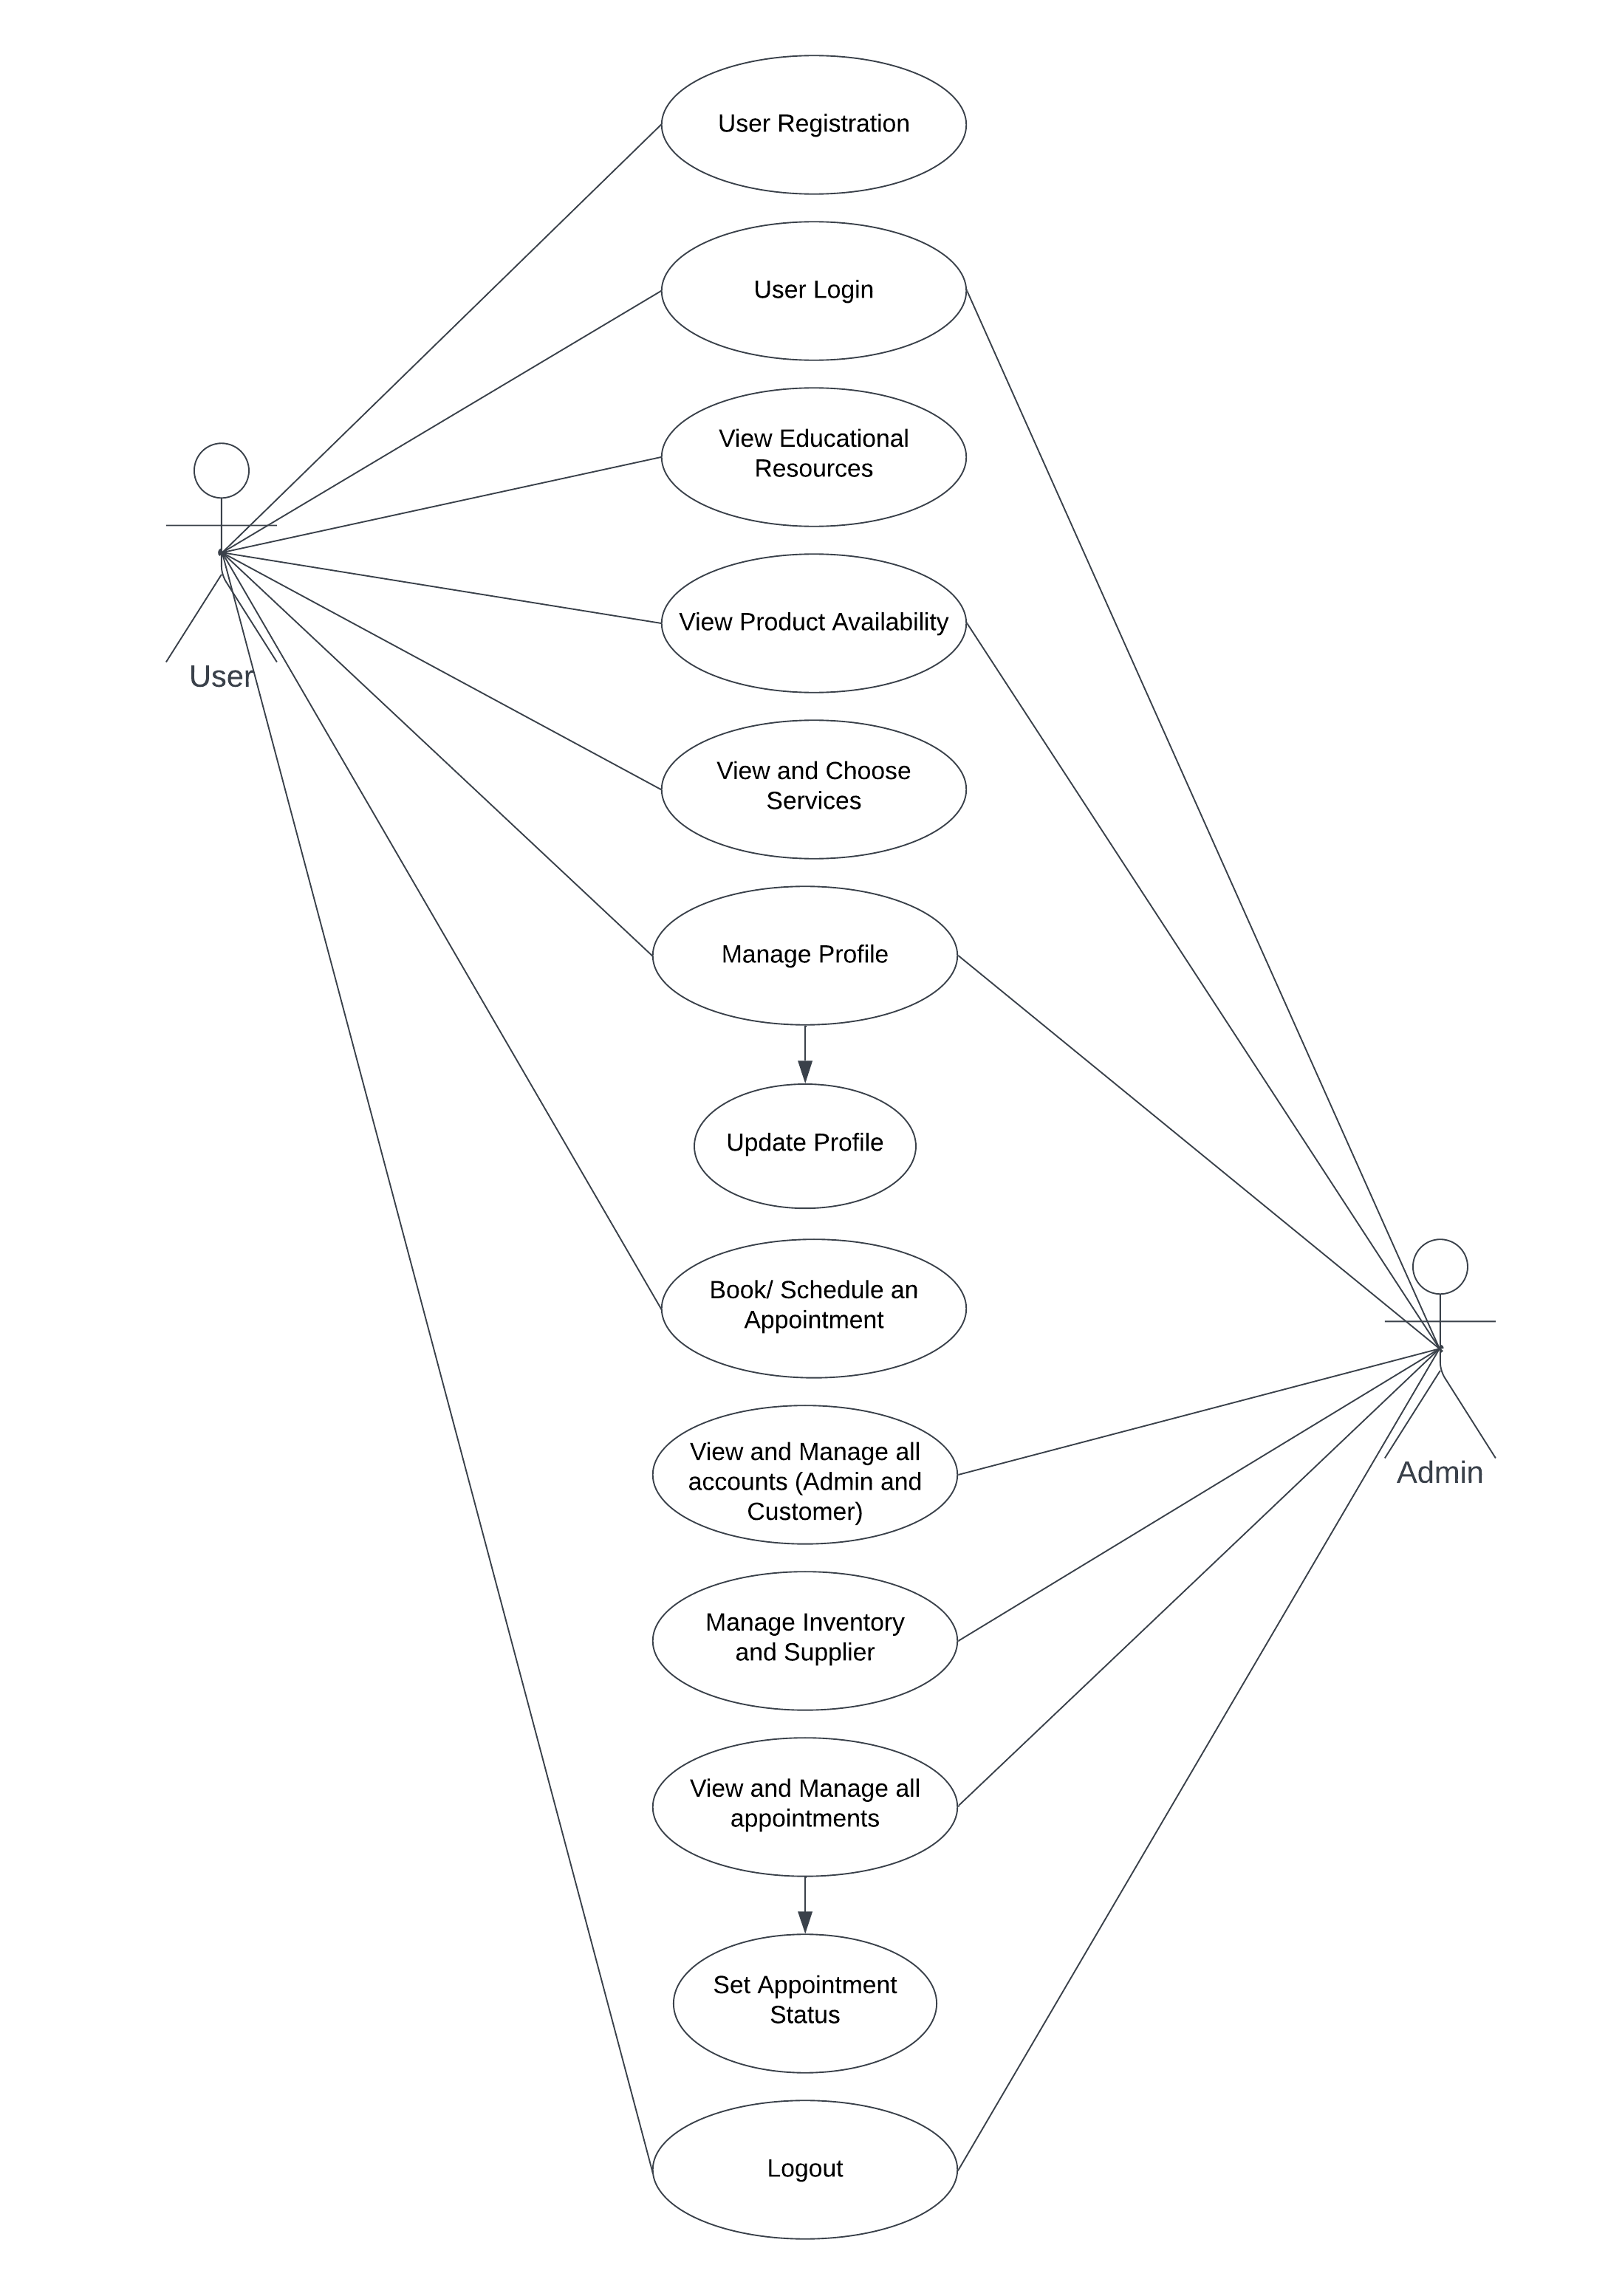 User Registration
User Login
View Educational
Resources
View Product Availability
User
View and Choose
Services
Manage Profile
Update Profile
Book/ Schedule an
Appointment
View and Manage all
accounts (Admin and
Customer)
Admin
Manage Inventory
and Supplier
View and Manage all
appointments
Set Appointment
Status
Logout